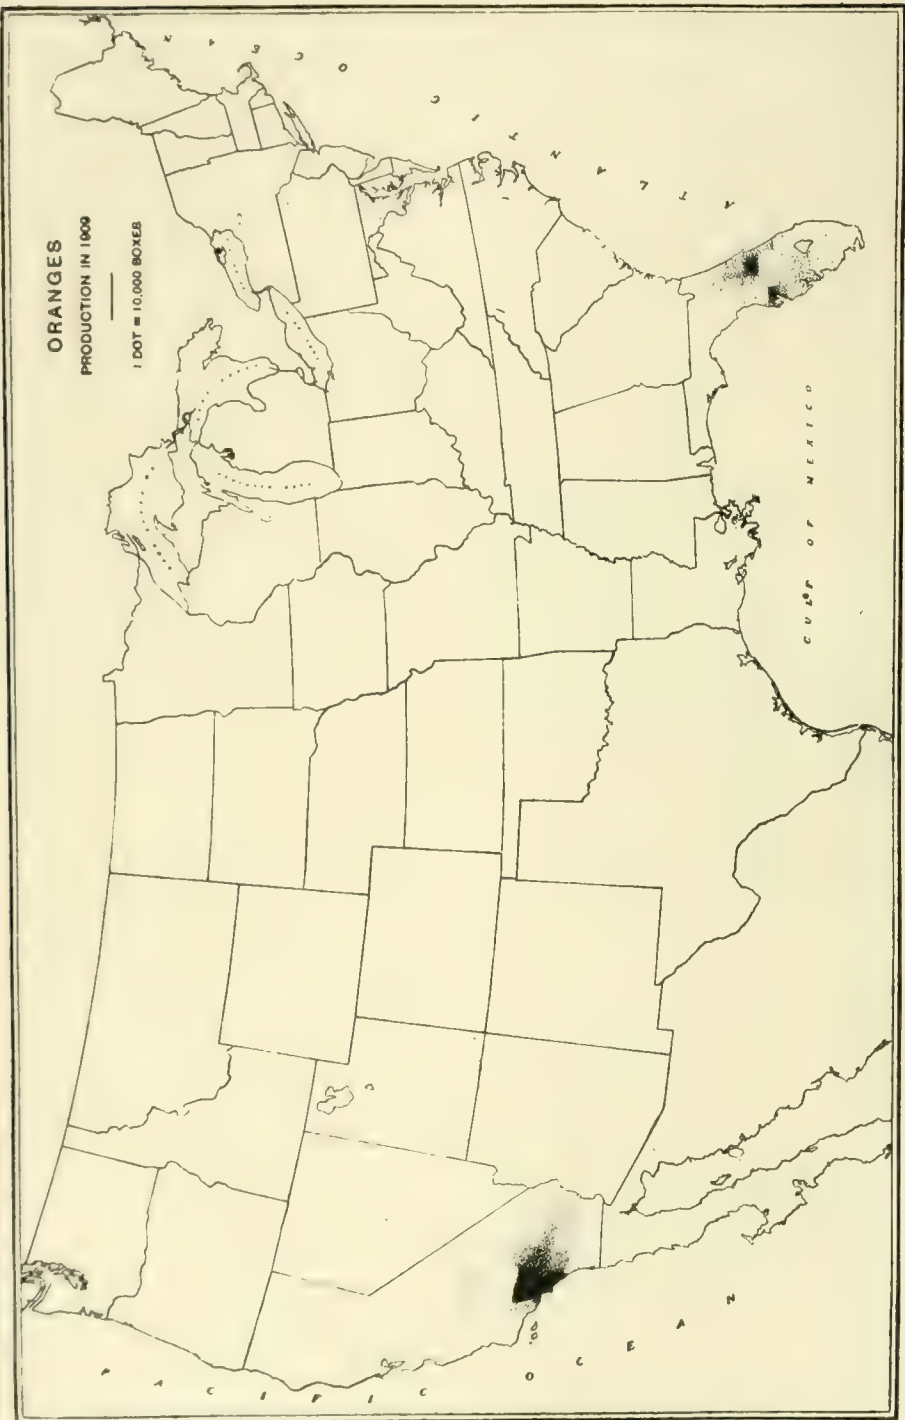 ORANGES
PRODUCTION IN 1909
1 DOT = 10,000 BOXES
ATLANTIC OCEAN
GULF OF MEXICO
PACIFIC OCEAN